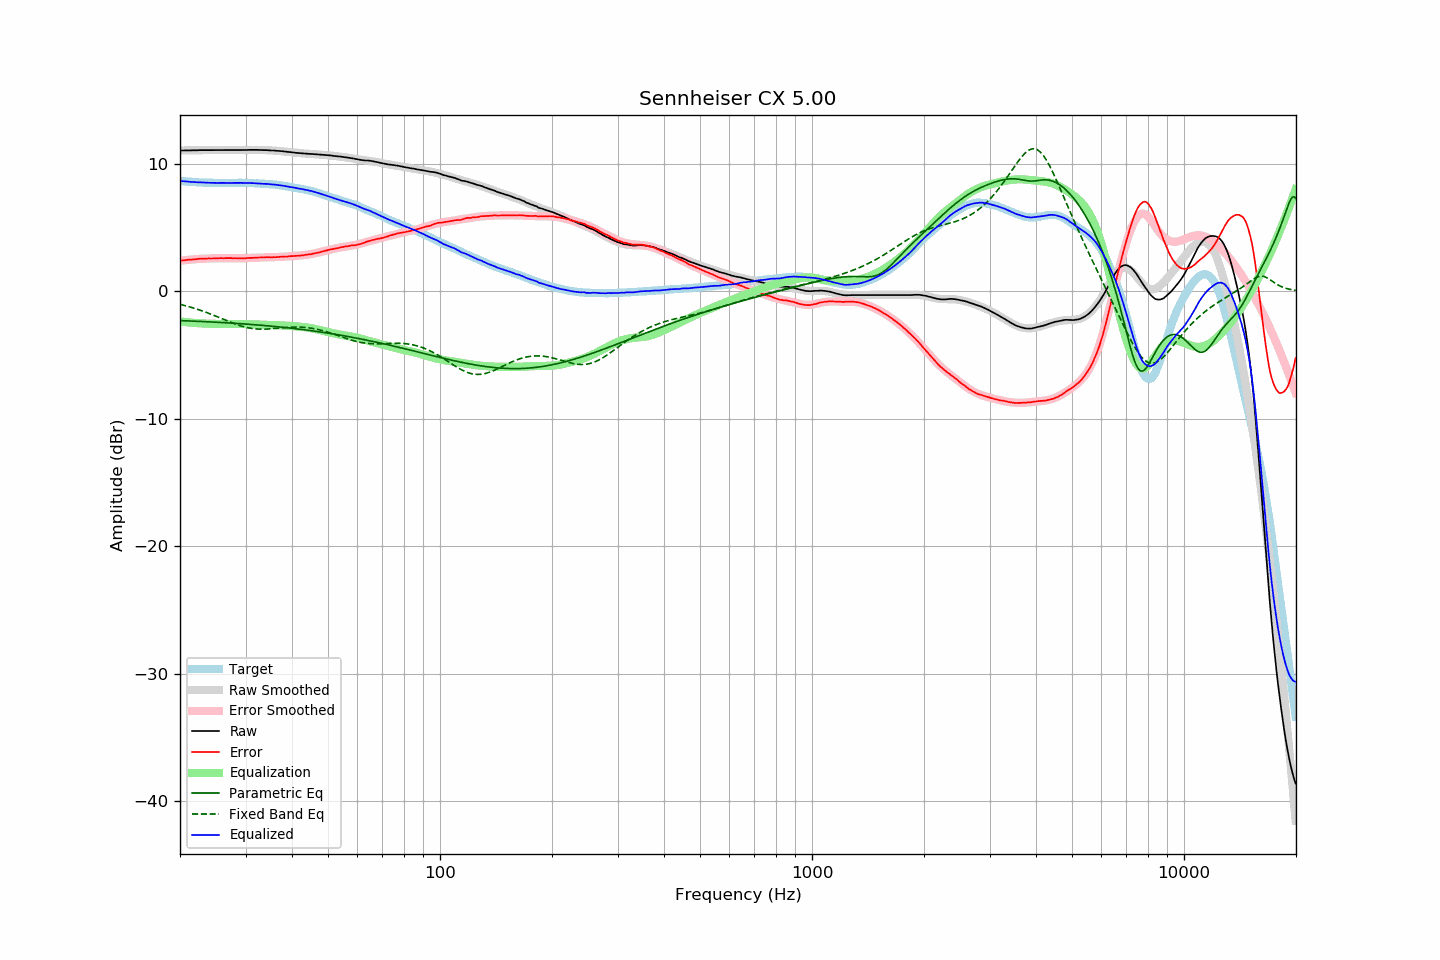 Sennheiser CX 5.00
10
0
−10
−20
−30
−40
Amplitude (dBr)
Target
Raw Smoothed
Error Smoothed
Raw
Error
Equalization
Parametric Eq
Fixed Band Eq
Equalized
100
1000
10000
Frequency (Hz)